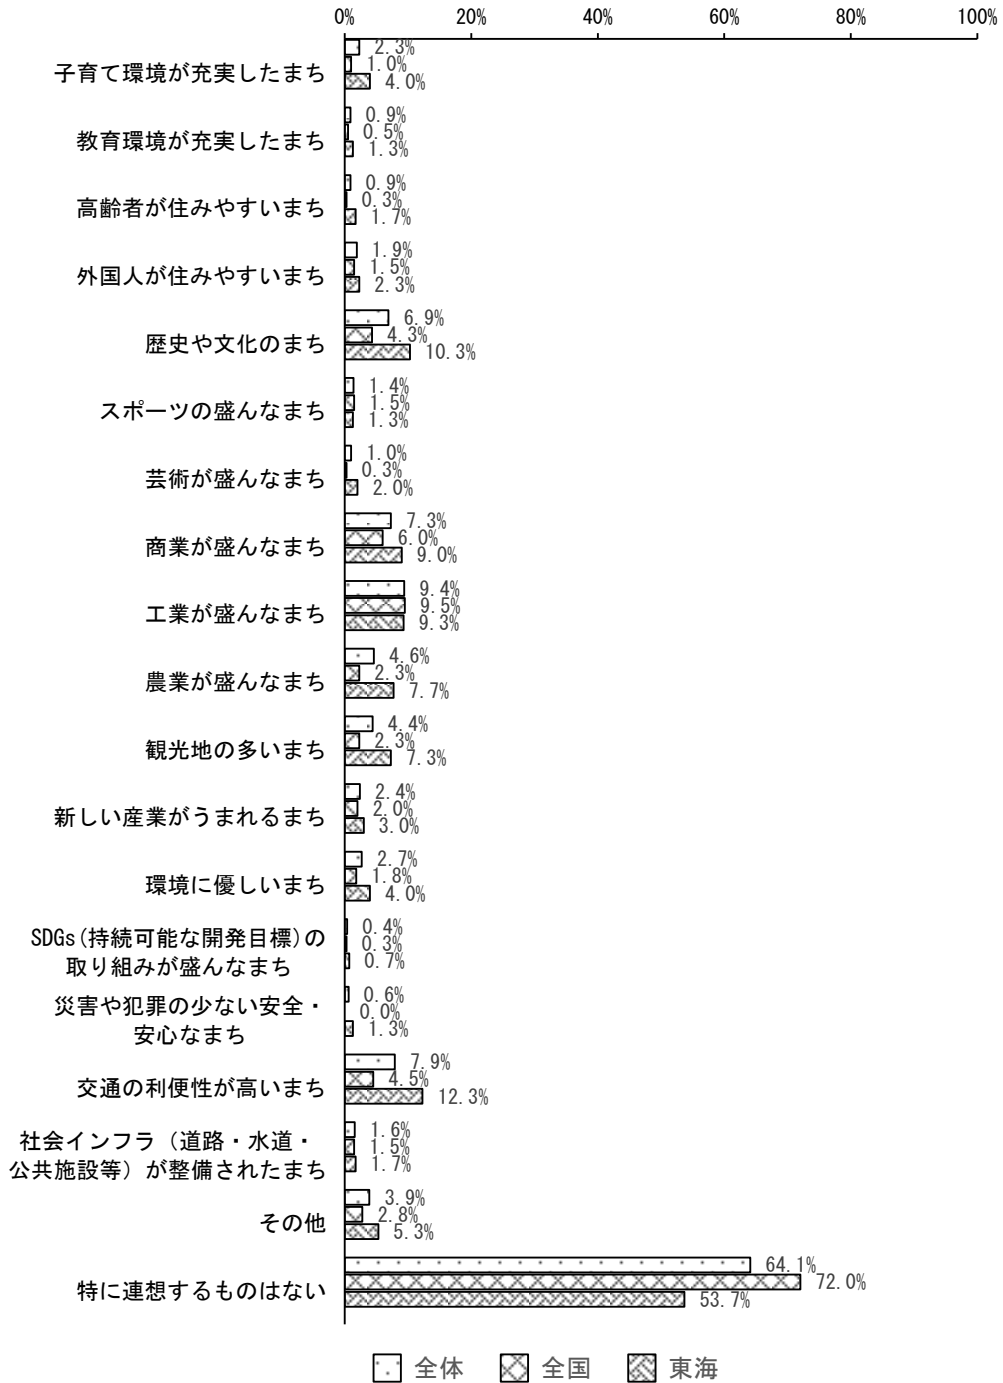 0% 20% 40% 60% 80% 100%
子育て環境が充実したまち
2.3%
1.0%
4.0%
教育環境が充実したまち
0.9%
0.5%
1.3%
高齢者が住みやすいまち
0.9%
0.3%
1.7%
外国人が住みやすいまち
1.9%
1.5%
2.3%
歴史や文化のまち
6.9%
4.3%
10.3%
スポーツの盛んなまち
1.4%
1.5%
1.3%
芸術が盛んなまち
1.0%
0.3%
2.0%
商業が盛んなまち
7.3%
6.0%
9.0%
工業が盛んなまち
9.4%
9.5%
9.3%
農業が盛んなまち
4.6%
2.3%
7.7%
観光地の多いまち
4.4%
2.3%
7.3%
新しい産業がうまれるまち
2.4%
2.0%
3.0%
環境に優しいまち
2.7%
1.8%
4.0%
SDGs(持続可能な開発目標)の
取り組みが盛んなまち
0.4%
0.3%
0.7%
災害や犯罪の少ない安全・
安心なまち
0.6%
0.0%
1.3%
交通の利便性が高いまち
7.9%
4.5%
12.3%
社会インフラ（道路・水道・
公共施設等）が整備されたまち
1.6%
1.5%
1.7%
その他
3.9%
2.8%
5.3%
特に連想するものはない
64.1%
72.0%
53.7%
全体 全国 東海